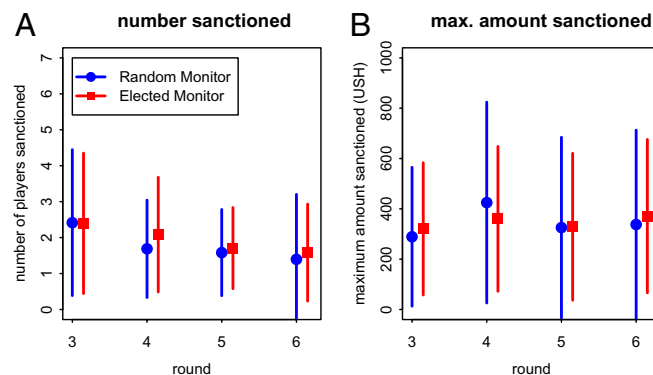 A
number sanctioned
number of players sanctioned
7
6
5
4
3
2
1
0
Random Monitor
Elected Monitor
3 4 5 6
round
B
max. amount sanctioned
maximum amount sanctioned (USH)
1000
800
600
400
200
0
3 4 5 6
round